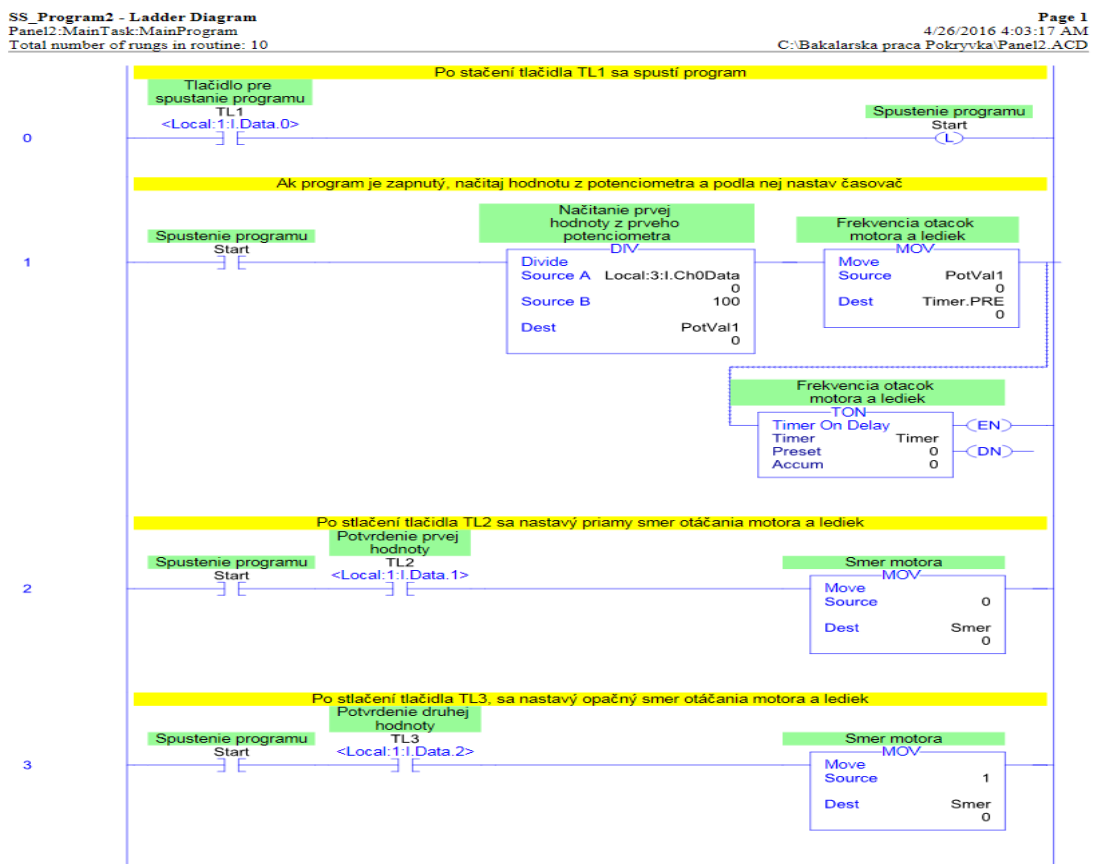 SS_Program2 - Ladder Diagram
Page 1
Panel2:MainTask:MainProgram
4/26/2016 4:03:17 AM
Total number of rungs in routine: 10
C:\Bakalarska praca Pokryvka\Panel2.ACD
Po stačení tlačidla TL1 sa spustí program
Tlačidlo pre
spustanie programu
TL1
<Local:1:I.Data.0>
Spustenie programu
Start
L
0
Ak program je zapnutý, načitaj hodnotu z potenciometra a podla nej nastav časovač
Spustenie programu
Start
1
Načitanie prvej
hodnoty z prveho
potenciometra
DIV
Divide
Source A Local:3:I.Ch0Data
0
Source B 100
Dest PotVal1
0
Frekvencia otacok
motora a lediek
MOV
Move
Source PotVal1
0
Dest Timer.PRE
0
Frekvencia otacok
motora a lediek
TON
Timer On Delay
Timer Timer
Preset 0
Accum 0
EN
DN
Po stlačení tlačidla TL2 sa nastavý priamy smer otáčania motora a lediek
Spustenie programu
Start
Potvrdenie prvej
hodnoty
TL2
<Local:1:I.Data.1>
2
Smer motora
MOV
Move
Source 0
Dest Smer
0
Po stlačení tlačidla TL3, sa nastavý opačný smer otáčania motora a lediek
Spustenie programu
Start
Potvrdenie druhej
hodnoty
TL3
<Local:1:I.Data.2>
3
Smer motora
MOV
Move
Source 1
Dest Smer
0